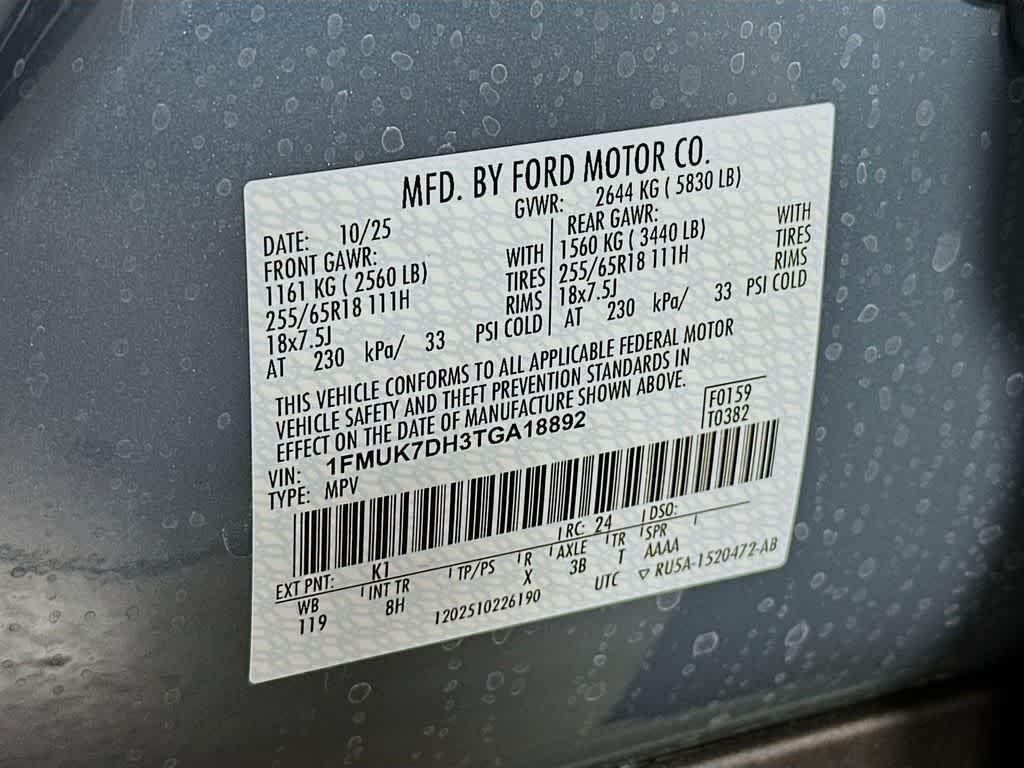 MFD. BY FORD MOTOR CO.
DATE: 10/25 GVWR: 2644 KG ( 5830 LB)
FRONT GAWR: REAR GAWR:
1161 KG ( 2560 LB) WITH 1560 KG ( 3440 LB) WITH
255/65R18 111H TIRES 255/65R18 111H TIRES
18x7.5J RIMS 18x7.5J RIMS
AT 230 kPa/ 33 PSI COLD AT 230 kPa/ 33 PSI COLD
THIS VEHICLE CONFORMS TO ALL APPLICABLE FEDERAL MOTOR
VEHICLE SAFETY AND THEFT PREVENTION STANDARDS IN
EFFECT ON THE DATE OF MANUFACTURE SHOWN ABOVE.
VIN: 1FMUK7DH3TGA18892 F0159
TYPE: MPV T0382
EXT PNT: K1 RC: 24 DSO:
WB INT TR TP/PS R AXLE TR SPR
119 8H X 3B T AAAA
1202510226190 UTC ▽ RU5A-1520472-AB